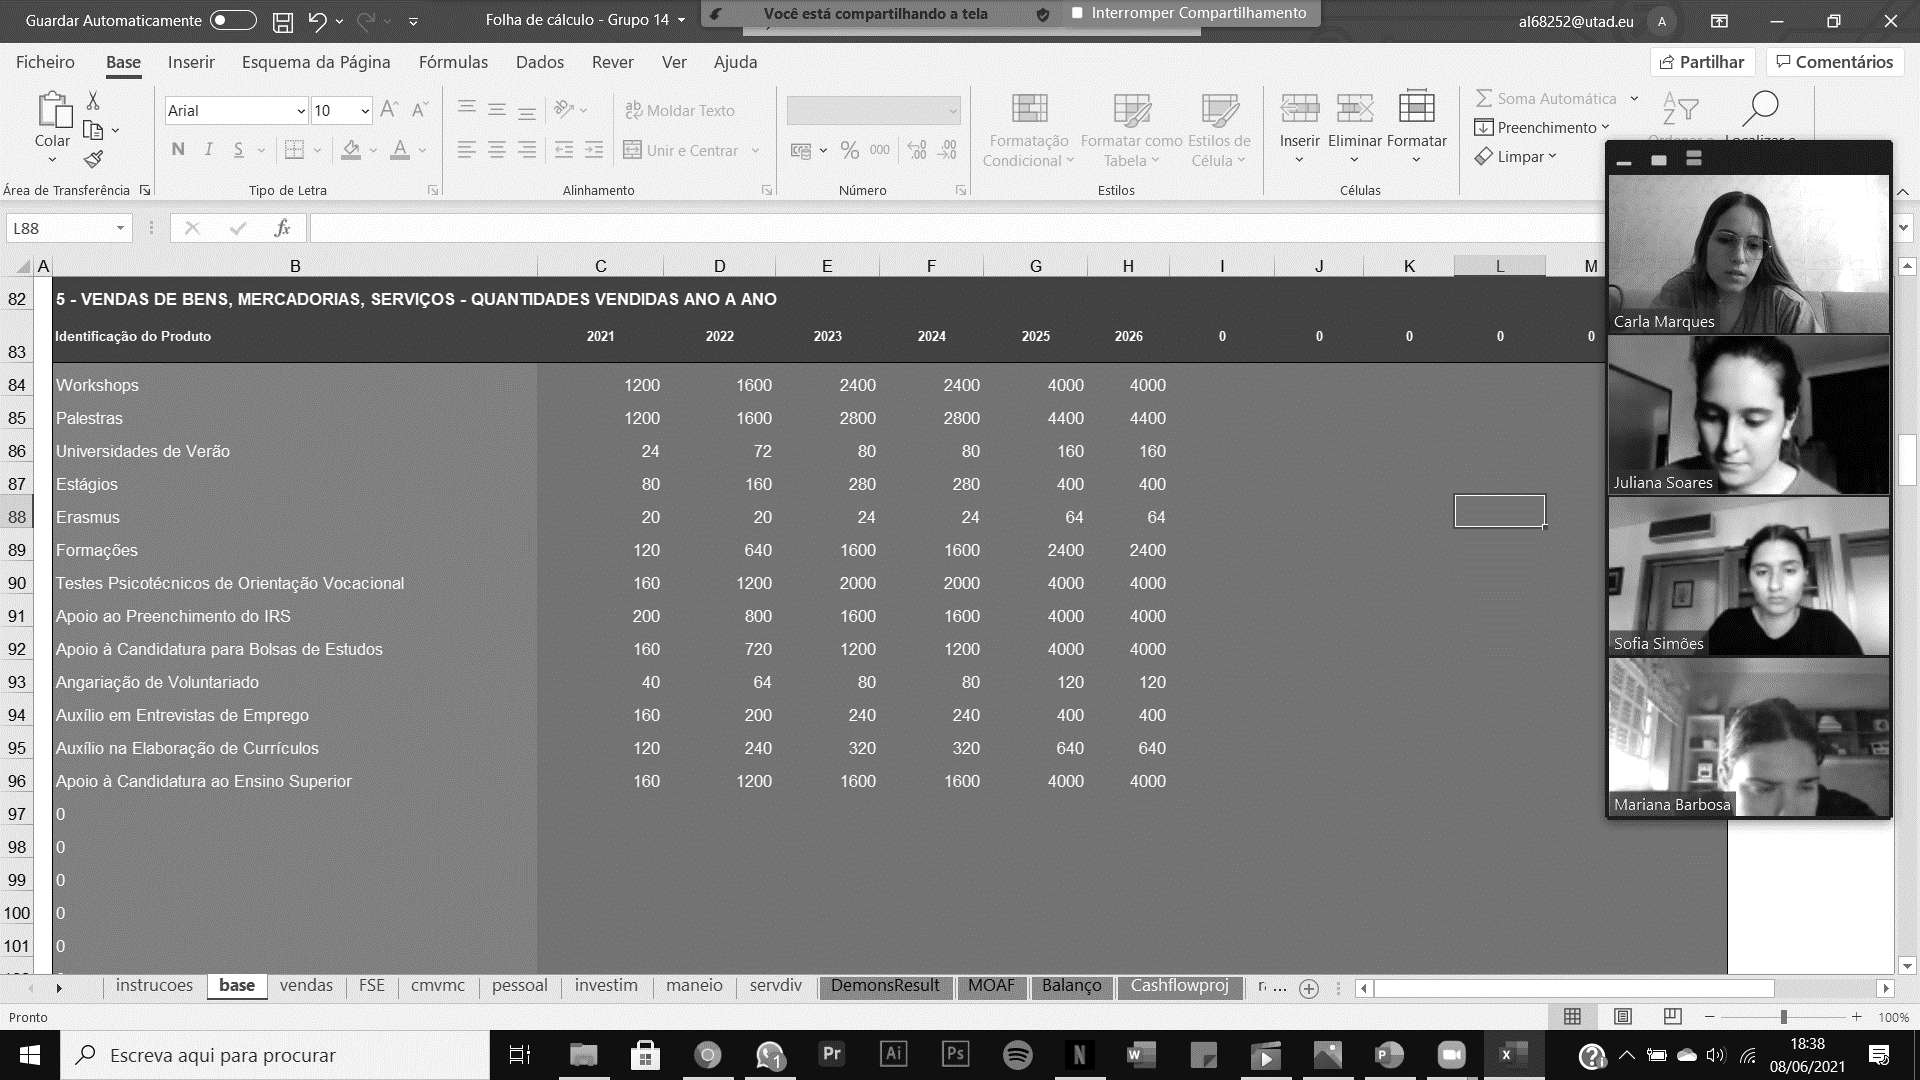 Guardar Automaticamente
Folha de cálculo - Grupo 14
Você está compartilhando a tela
Interromper Compartilhamento
al68252@utad.eu
A
Ficheiro Base Inserir Esquema da Página Fórmulas Dados Rever Ver Ajuda
Partilhar Comentários
Colar
Arial 10
N I S
Moldar Texto
Unir e Centrar
% 000
Formatação Condicional
Formatar como Tabela
Estilos de Célula
Inserir Eliminar Formatar
Soma Automática
Preenchimento
Limpar
Área de Transferência Tipo de Letra Alinhamento Número Estilos Células
L88 fx
A B C D E F G H I J K L M
82 5 - VENDAS DE BENS, MERCADORIAS, SERVIÇOS - QUANTIDADES VENDIDAS ANO A ANO
83 Identificação do Produto 2021 2022 2023 2024 2025 2026 0 0 0 0 0
84 Workshops 1200 1600 2400 2400 4000 4000
85 Palestras 1200 1600 2800 2800 4400 4400
86 Universidades de Verão 24 72 80 80 160 160
87 Estágios 80 160 280 280 400 400
88 Erasmus 20 20 24 24 64 64
89 Formações 120 640 1600 1600 2400 2400
90 Testes Psicotécnicos de Orientação Vocacional 160 1200 2000 2000 4000 4000
91 Apoio ao Preenchimento do IRS 200 800 1600 1600 4000 4000
92 Apoio à Candidatura para Bolsas de Estudos 160 720 1200 1200 4000 4000
93 Angariação de Voluntariado 40 64 80 80 120 120
94 Auxílio em Entrevistas de Emprego 160 200 240 240 400 400
95 Auxílio na Elaboração de Currículos 120 240 320 320 640 640
96 Apoio à Candidatura ao Ensino Superior 160 1200 1600 1600 4000 4000
97 0
98 0
99 0
100 0
101 0
Carla Marques
Juliana Soares
Sofia Simões
Mariana Barbosa
instrucoes base vendas FSE cmvmc pessoal investim maneio servdiv DemonsResult MOAF Balanço Cashflowproj ...
Pronto
100%
Escreva aqui para procurar
1 Pr Ai Ps N W P X
18:38
08/06/2021